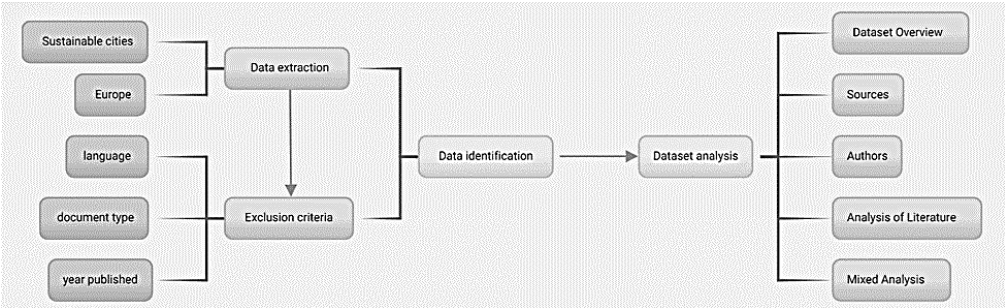 Sustainable cities
Europe
language
document type
year published
Data extraction
Exclusion criteria
Data identification
Dataset analysis
Dataset Overview
Sources
Authors
Analysis of Literature
Mixed Analysis